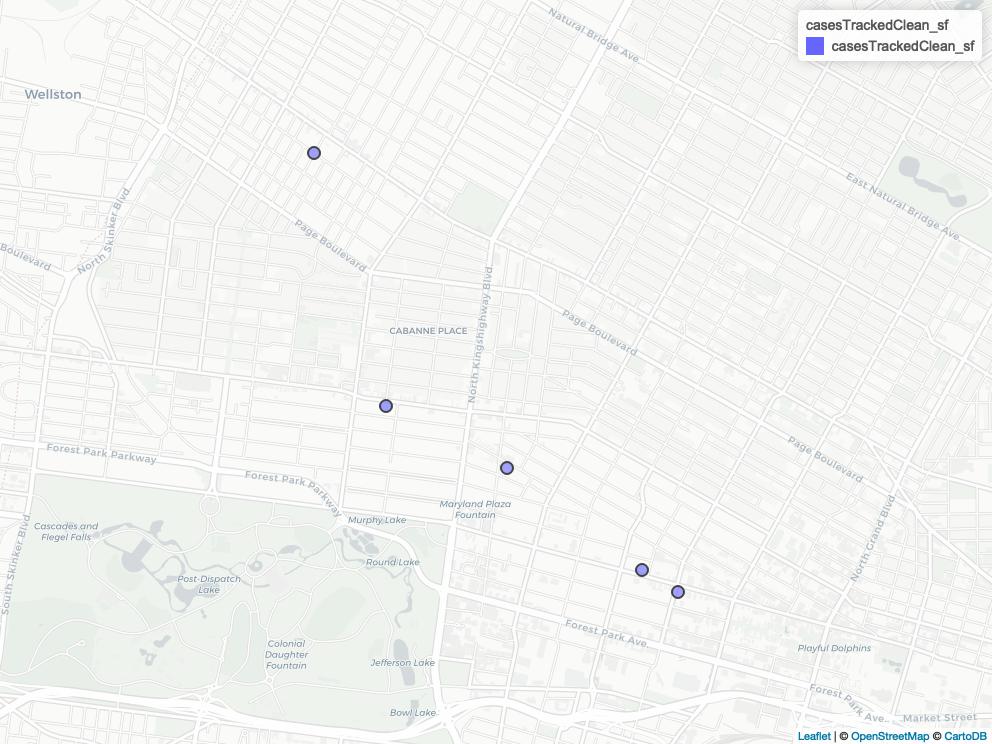 Natural Bridge Ave.
casesTrackedClean_sf
casesTrackedClean_sf
Wellston
East Natural Bridge Ave.
North Skinker Blvd
Page Boulevard
Boulevard
North Kingshighway Blvd
Page Boulevard
CABANNE PLACE
Page Boulevard
Forest Park Parkway
Forest Park Parkway
North Grand Blvd
Maryland Plaza
Fountain
Murphy Lake
Cascades and
Flegel Falls
South Skinker Blvd
Round Lake
Post-Dispatch
Lake
Forest Park Ave.
Colonial
Daughter
Fountain
Playful Dolphins
Jefferson Lake
Forest Park Ave.
Bowl Lake
Market Street
Leaflet | © OpenStreetMap © CartoDB